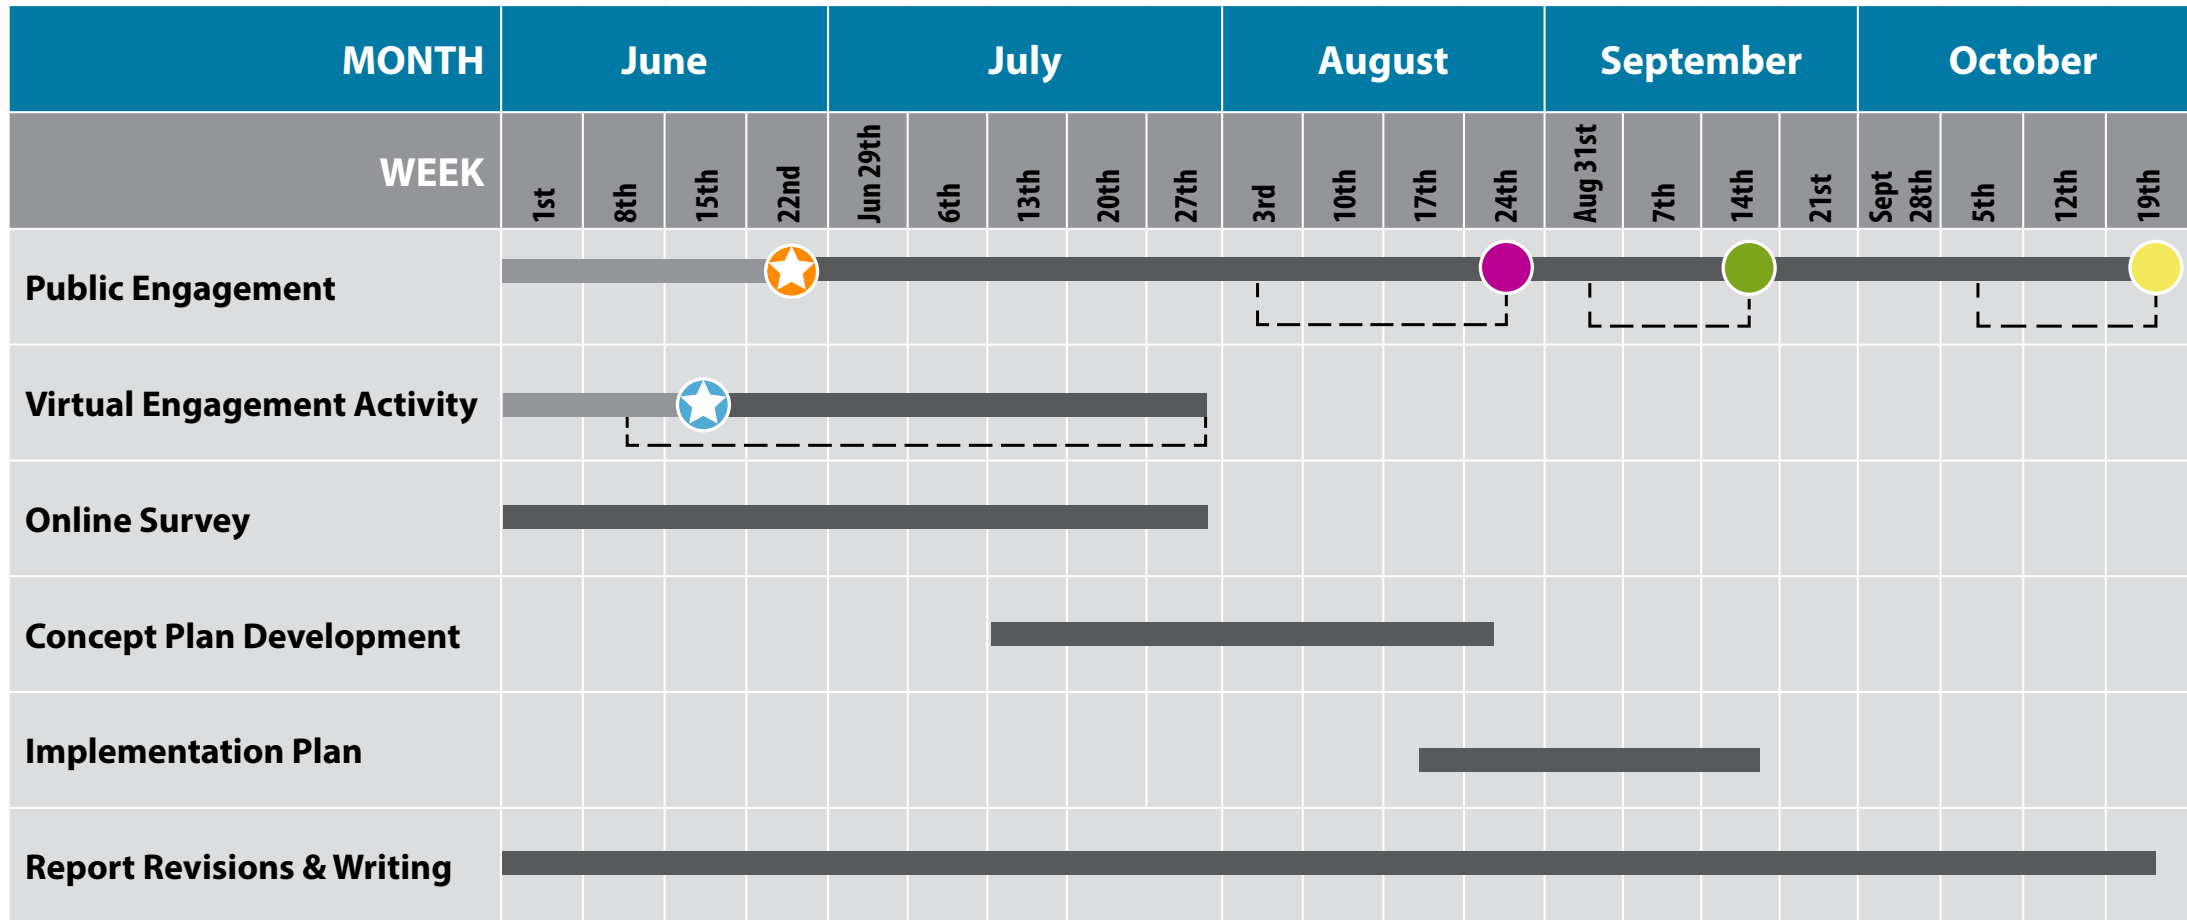 MONTH
June
July
August
September
October
WEEK
1st
8th
15th
22nd
Jun 29th
6th
13th
20th
27th
3rd
10th
17th
24th
Aug 31st
7th
14th
21st
Sept
28th
5th
12th
19th
Public Engagement
Virtual Engagement Activity
Online Survey
Concept Plan Development
Implementation Plan
Report Revisions & Writing